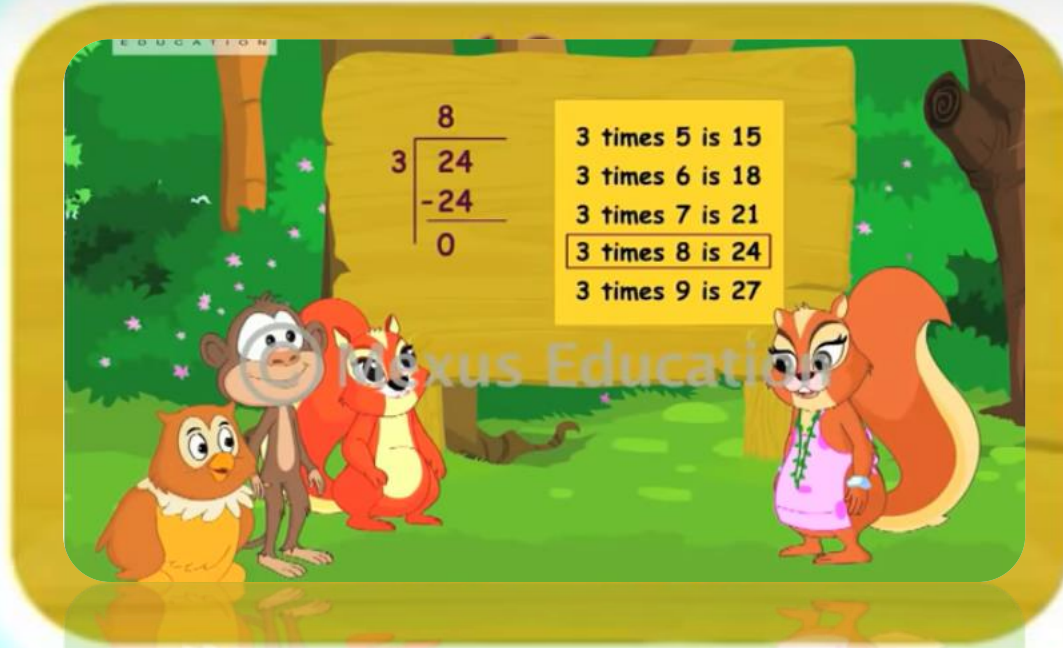 EDUCATION
8
3 24
-24
0
3 times 5 is 15
3 times 6 is 18
3 times 7 is 21
3 times 8 is 24
3 times 9 is 27
© Nexus Education